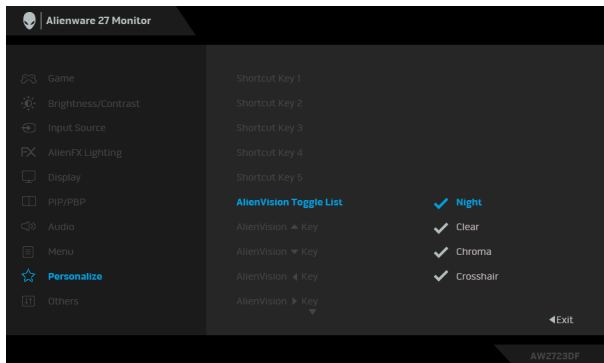 Alienware 27 Monitor
Game
Brightness/Contrast
Input Source
FX AlienFX Lighting
Display
PIP/PBP
Audio
Menu
Personalize
Others
Shortcut Key 1
Shortcut Key 2
Shortcut Key 3
Shortcut Key 4
Shortcut Key 5
AlienVision Toggle List
AlienVision ▲ Key
AlienVision ▼ Key
AlienVision ◀ Key
AlienVision ▶ Key
Night
Clear
Chroma
Crosshair
◀Exit
AW2723DF